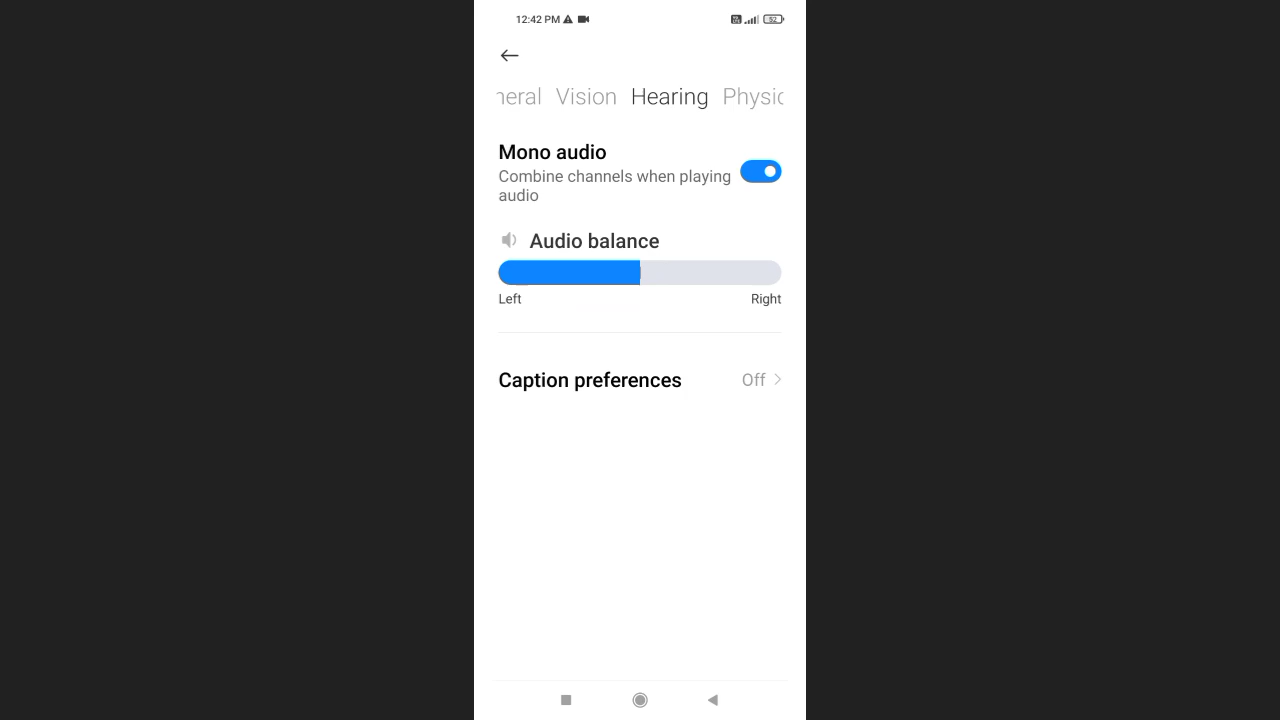 12:42 PM
52
neral Vision Hearing Physic
Mono audio
Combine channels when playing
audio
Audio balance
Left Right
Caption preferences Off